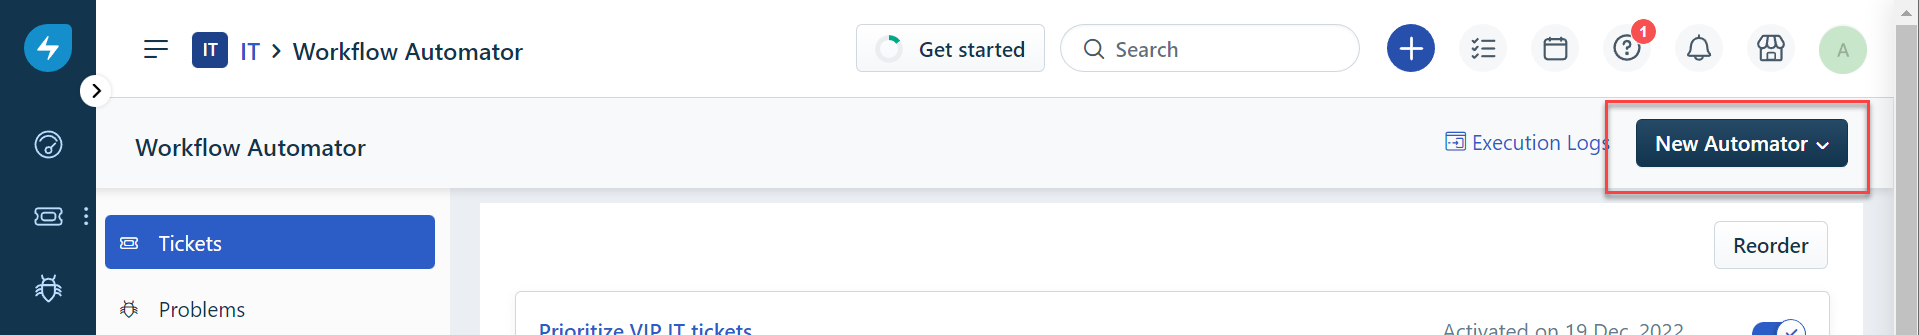 IT IT > Workflow Automator
Get started
Search
1
A
Workflow Automator
Execution Logs
New Automator
Tickets
Reorder
Problems
Prioritize VIP IT tickets
Activated on 19 Dec, 2022